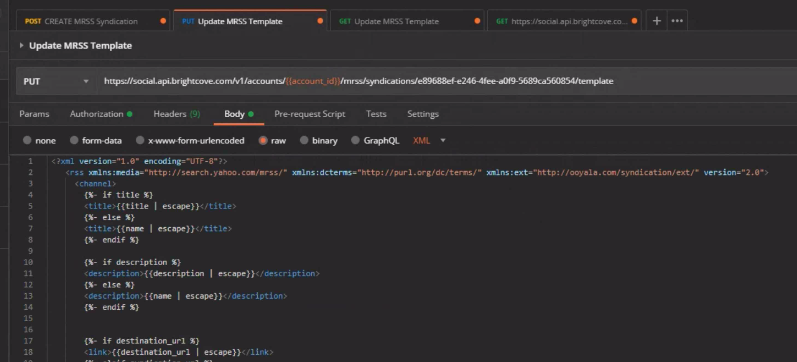 POST CREATE MRSS Syndication
PUT Update MRSS Template
GET Update MRSS Template
GET https://social.api.brightcove.co...
Update MRSS Template
PUT https://social.api.brightcove.com/v1/accounts/{{account_id}}/mrss/syndications/e89688ef-e246-4fee-a0f9-5689ca560854/template
Params Authorization Headers (9) Body Pre-request Script Tests Settings
none form-data x-www-form-urlencoded raw binary GraphQL XML
1 <?xml version="1.0" encoding="UTF-8"?>
2 <rss xmlns:media="http://search.yahoo.com/mrss/" xmlns:dcterms="http://purl.org/dc/terms/" xmlns:ext="http://ooyala.com/syndication/ext/" version="2.0">
3 <channel>
4 {%- if title %}
5 <title>{{title | escape}}</title>
6 {%- else %}
7 <title>{{name | escape}}</title>
8 {%- endif %}
9
10 {%- if description %}
11 <description>{{description | escape}}</description>
12 {%- else %}
13 <description>{{name | escape}}</description>
14 {%- endif %}
15
16
17 {%- if destination_url %}
18 <link>{{destination_url | escape}}</link>